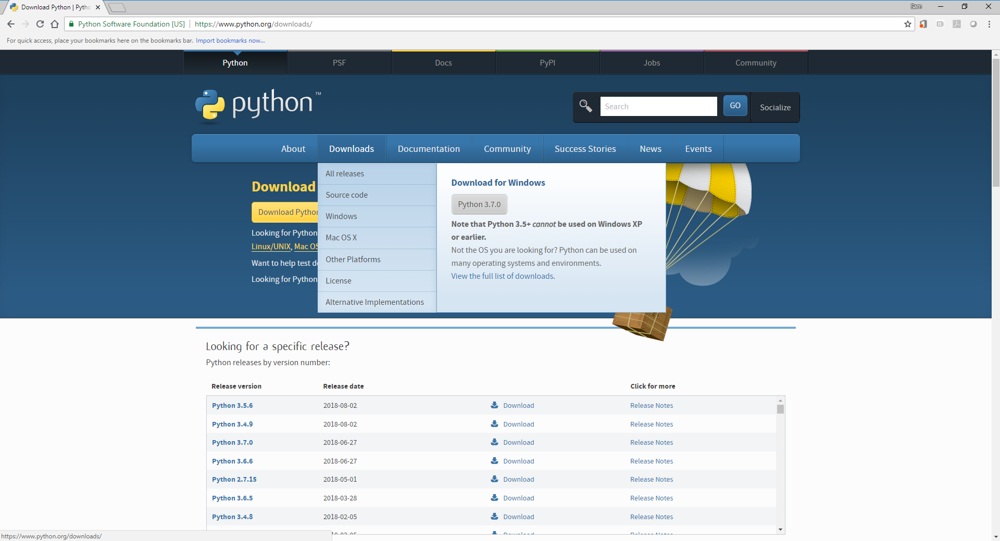 Download Python | Pytho
Sam
Python Software Foundation [US] https://www.python.org/downloads/
For quick access, place your bookmarks here on the bookmarks bar. Import bookmarks now...
Python PSF Docs PyPI Jobs Community
python™
Search GO Socialize
About Downloads Documentation Community Success Stories News Events
Download
Download Python
Looking for Python
Linux/UNIX, Mac OS
Want to help test d
Looking for Python
All releases
Source code
Windows
Mac OS X
Other Platforms
License
Alternative Implementations
Download for Windows
Python 3.7.0
Note that Python 3.5+ cannot be used on Windows XP
or earlier.
Not the OS you are looking for? Python can be used on
many operating systems and environments.
View the full list of downloads.
Looking for a specific release?
Python releases by version number:
Release version Release date Click for more
Python 3.5.6 2018-08-02 Download Release Notes
Python 3.4.9 2018-08-02 Download Release Notes
Python 3.7.0 2018-06-27 Download Release Notes
Python 3.6.6 2018-06-27 Download Release Notes
Python 2.7.15 2018-05-01 Download Release Notes
Python 3.6.5 2018-03-28 Download Release Notes
Python 3.4.8 2018-02-05 Download Release Notes
Download Release Notes
https://www.python.org/downloads/